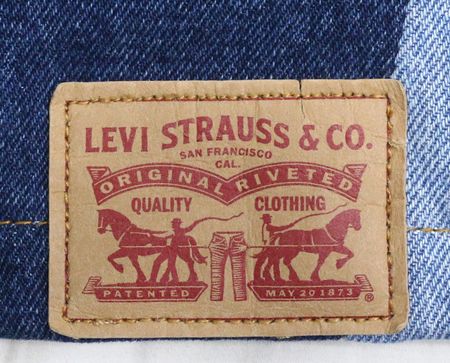 LEVI STRAUSS & CO.
SAN FRANCISCO
CAL.
ORIGINAL RIVETED
QUALITY CLOTHING
PATENTED MAY 20 1873 ®